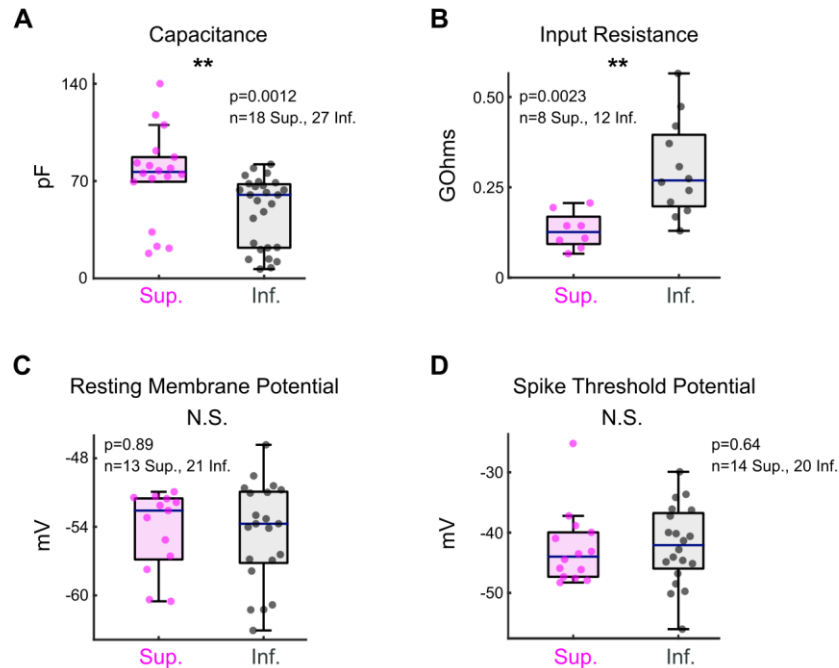 A
Capacitance
**
p=0.0012
n=18 Sup., 27 Inf.
140
70
0
pF
Sup.
Inf.
B
Input Resistance
**
p=0.0023
n=8 Sup., 12 Inf.
0.50
0.25
0
GOhms
Sup.
Inf.
C
Resting Membrane Potential
N.S.
p=0.89
n=13 Sup., 21 Inf.
-48
-54
-60
mV
Sup.
Inf.
D
Spike Threshold Potential
N.S.
p=0.64
n=14 Sup., 20 Inf.
-30
-40
-50
mV
Sup.
Inf.